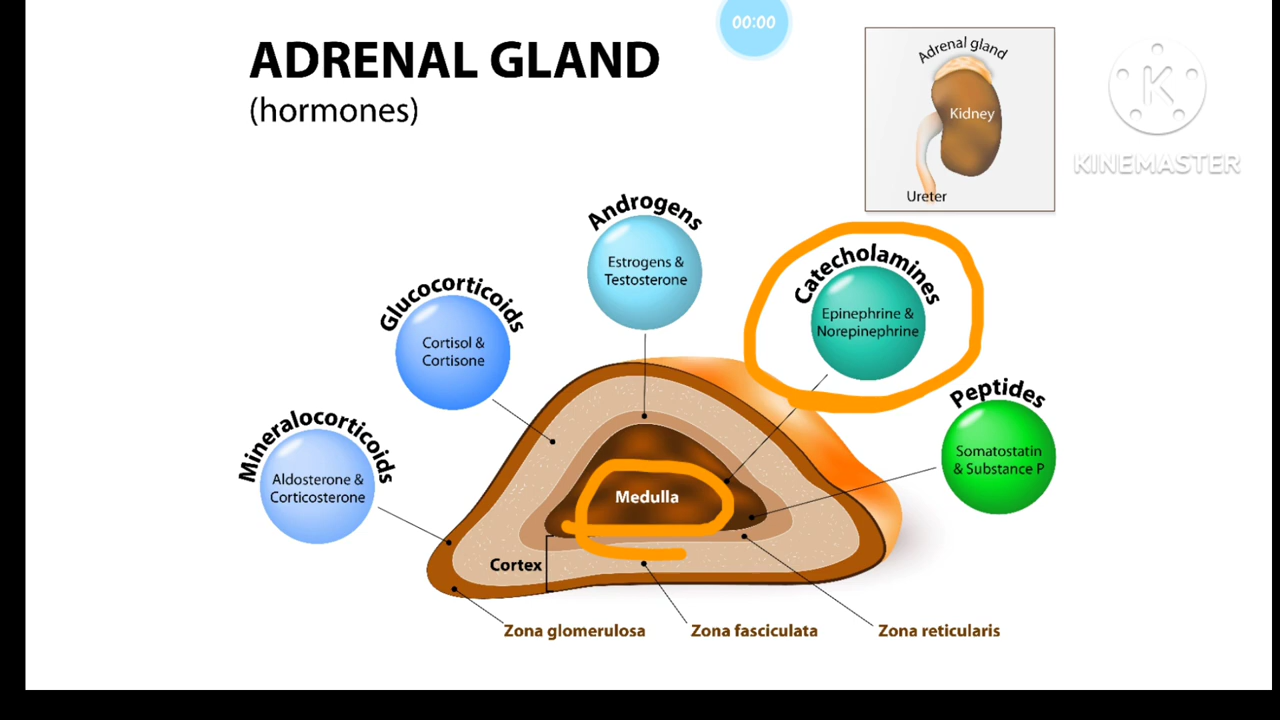 ADRENAL GLAND
(hormones)
00:00
Adrenal gland
Kidney
Ureter
K
KINEMASTER
Androgens
Estrogens &
Testosterone
Catecholamines
Epinephrine &
Norepinephrine
Glucocorticoids
Cortisol &
Cortisone
Peptides
Somatostatin
& Substance P
Mineralocorticoids
Aldosterone &
Corticosterone
Medulla
Cortex
Zona glomerulosa
Zona fasciculata
Zona reticularis